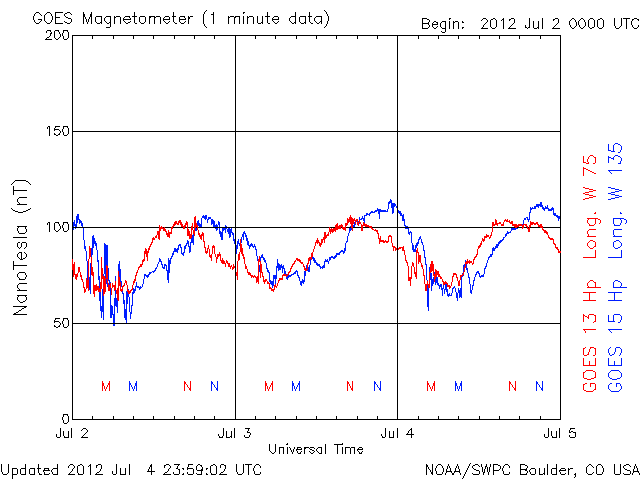 GOES Magnetometer (1 minute data)
Begin: 2012 Jul 2 0000 UTC
200
150
100
50
0
NanoTesla (nT)
M M N N M M N N M M N N
Jul 2 Jul 3 Jul 4 Jul 5
Universal Time
GOES 13 Hp Long. W 75
GOES 15 Hp Long. W 135
Updated 2012 Jul 4 23:59:02 UTC
NOAA/SWPC Boulder, CO USA